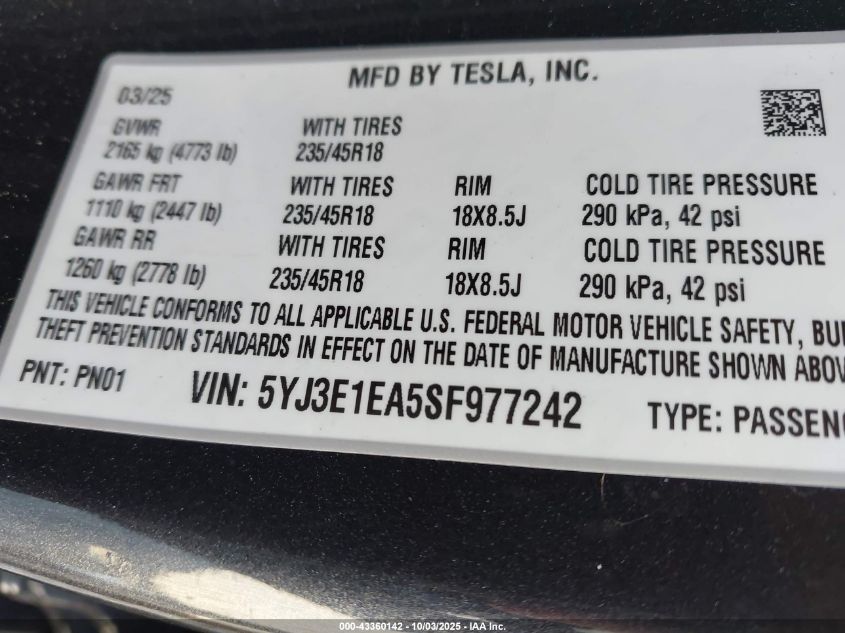 MFD BY TESLA, INC.
03/25
GVWR WITH TIRES
2165 kg (4773 lb) 235/45R18
GAWR FRT WITH TIRES RIM COLD TIRE PRESSURE
1110 kg (2447 lb) 235/45R18 18X8.5J 290 kPa, 42 psi
GAWR RR WITH TIRES RIM COLD TIRE PRESSURE
1260 kg (2778 lb) 235/45R18 18X8.5J 290 kPa, 42 psi
THIS VEHICLE CONFORMS TO ALL APPLICABLE U.S. FEDERAL MOTOR VEHICLE SAFETY, BU
THEFT PREVENTION STANDARDS IN EFFECT ON THE DATE OF MANUFACTURE SHOWN ABOV
PNT: PN01 VIN: 5YJ3E1EA5SF977242 TYPE: PASSEN
000-43360142 - 10/03/2025 - IAA Inc.